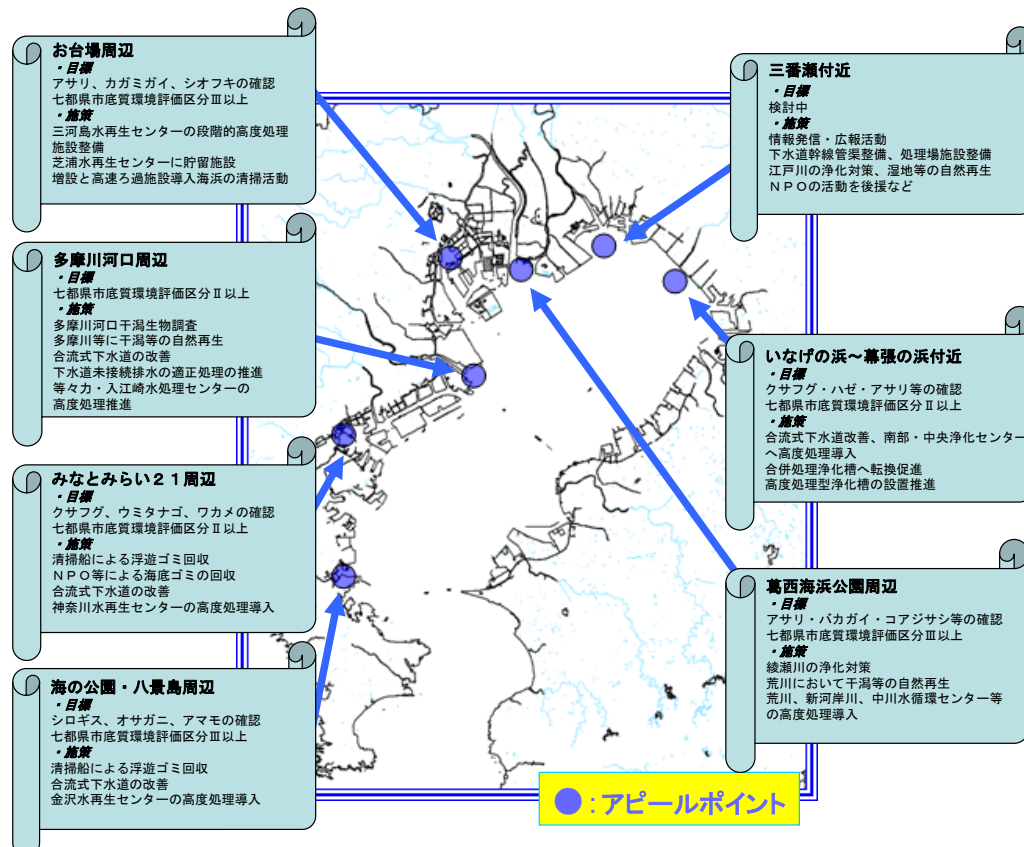 お台場周辺
・目標
アサリ、カガミガイ、シオフキの確認
七都県市底質環境評価区分Ⅲ以上
・施策
三河島水再生センターの段階的高度処理
施設整備
芝浦水再生センターに貯留施設
増設と高速ろ過施設導入海浜の清掃活動
多摩川河口周辺
・目標
七都県市底質環境評価区分Ⅱ以上
・施策
多摩川河口干潟生物調査
多摩川等に干潟等の自然再生
合流式下水道の改善
下水道未接続排水の適正処理の推進
等々力・入江崎水処理センターの
高度処理推進
みなとみらい２１周辺
・目標
クサフグ、ウミタナゴ、ワカメの確認
七都県市底質環境評価区分Ⅱ以上
・施策
清掃船による浮遊ゴミ回収
ＮＰＯ等による海底ゴミの回収
合流式下水道の改善
神奈川水再生センターの高度処理導入
海の公園・八景島周辺
・目標
シロギス、オサガニ、アマモの確認
七都県市底質環境評価区分Ⅲ以上
・施策
清掃船による浮遊ゴミ回収
合流式下水道の改善
金沢水再生センターの高度処理導入
三番瀬付近
・目標
検討中
・施策
情報発信・広報活動
下水道幹線管渠整備、処理場施設整備
江戸川の浄化対策、湿地等の自然再生
ＮＰＯの活動を後援など
いなげの浜～幕張の浜付近
・目標
クサフグ・ハゼ・アサリ等の確認
七都県市底質環境評価区分Ⅱ以上
・施策
合流式下水道改善、南部・中央浄化センター
へ高度処理導入
合併処理浄化槽へ転換促進
高度処理型浄化槽の設置推進
葛西海浜公園周辺
・目標
アサリ・バカガイ・コアジサシ等の確認
七都県市底質環境評価区分Ⅲ以上
・施策
綾瀬川の浄化対策
荒川において干潟等の自然再生
荒川、新河岸川、中川水循環センター等
の高度処理導入
：アピールポイント